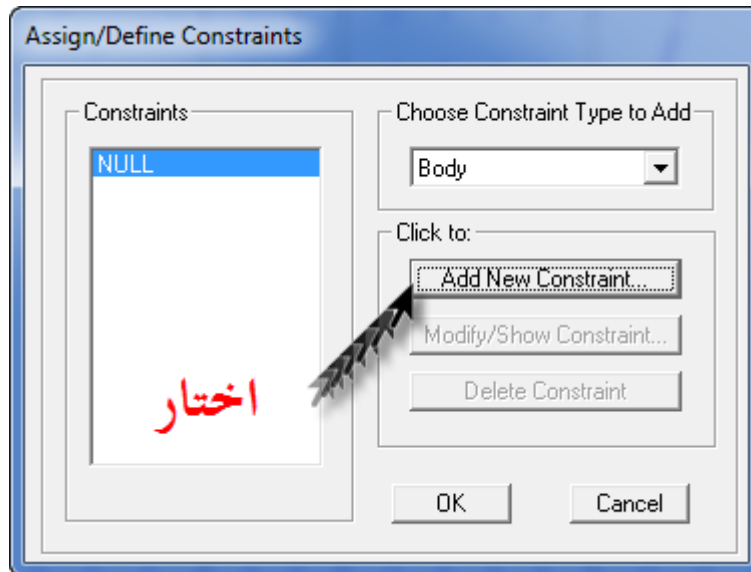 Assign/Define Constraints
Constraints
NULL
اختار
Choose Constraint Type to Add
Body
Click to:
Add New Constraint...
Modify/Show Constraint...
Delete Constraint
OK
Cancel